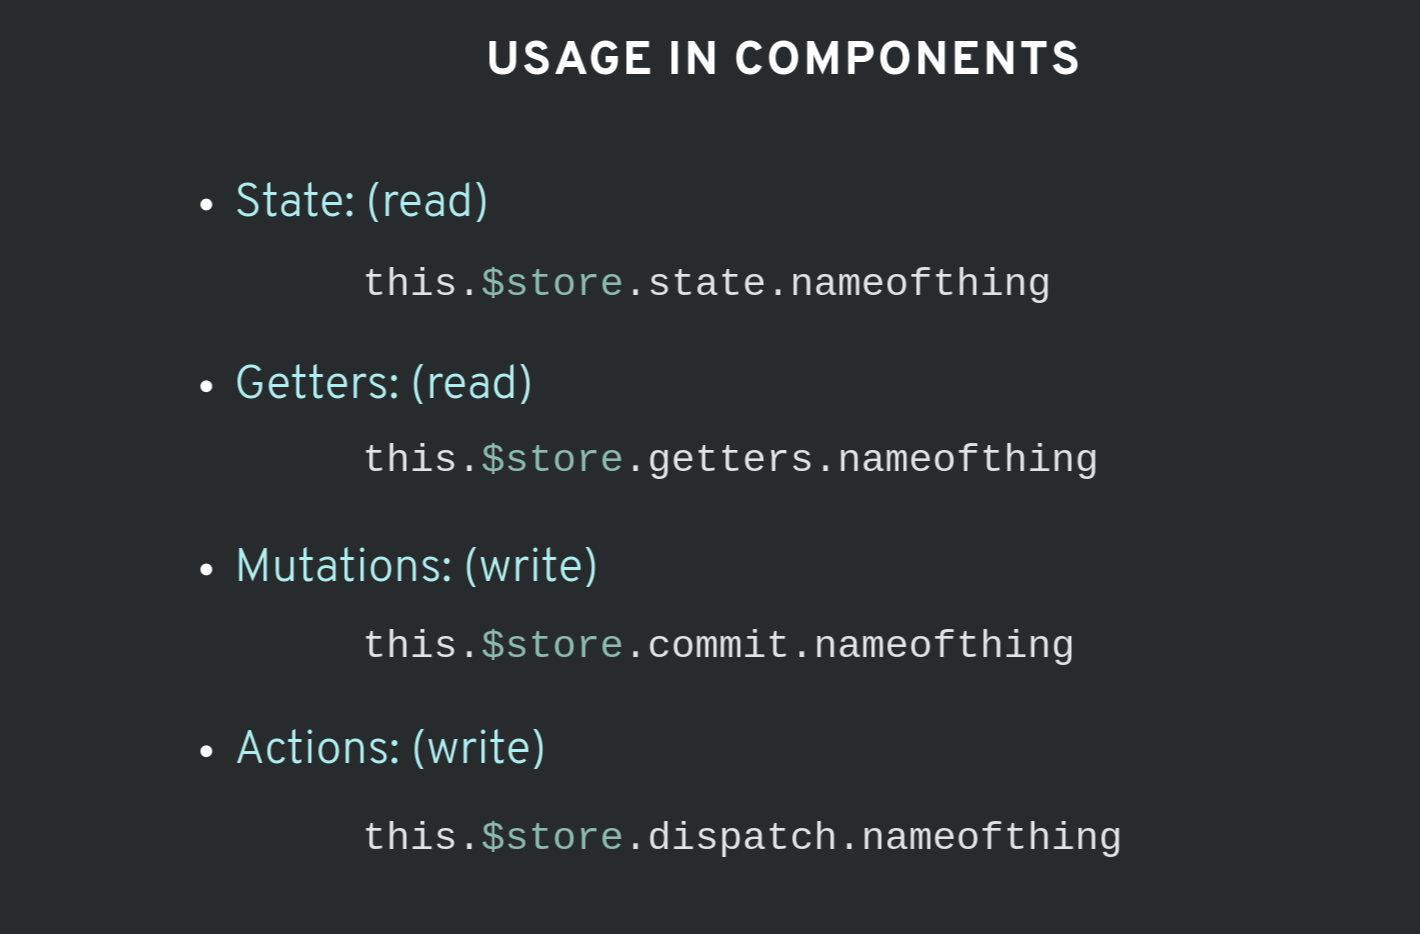 USAGE IN COMPONENTS
• State: (read)
this.$store.state.nameofthing
• Getters: (read)
this.$store.getters.nameofthing
• Mutations: (write)
this.$store.commit.nameofthing
• Actions: (write)
this.$store.dispatch.nameofthing